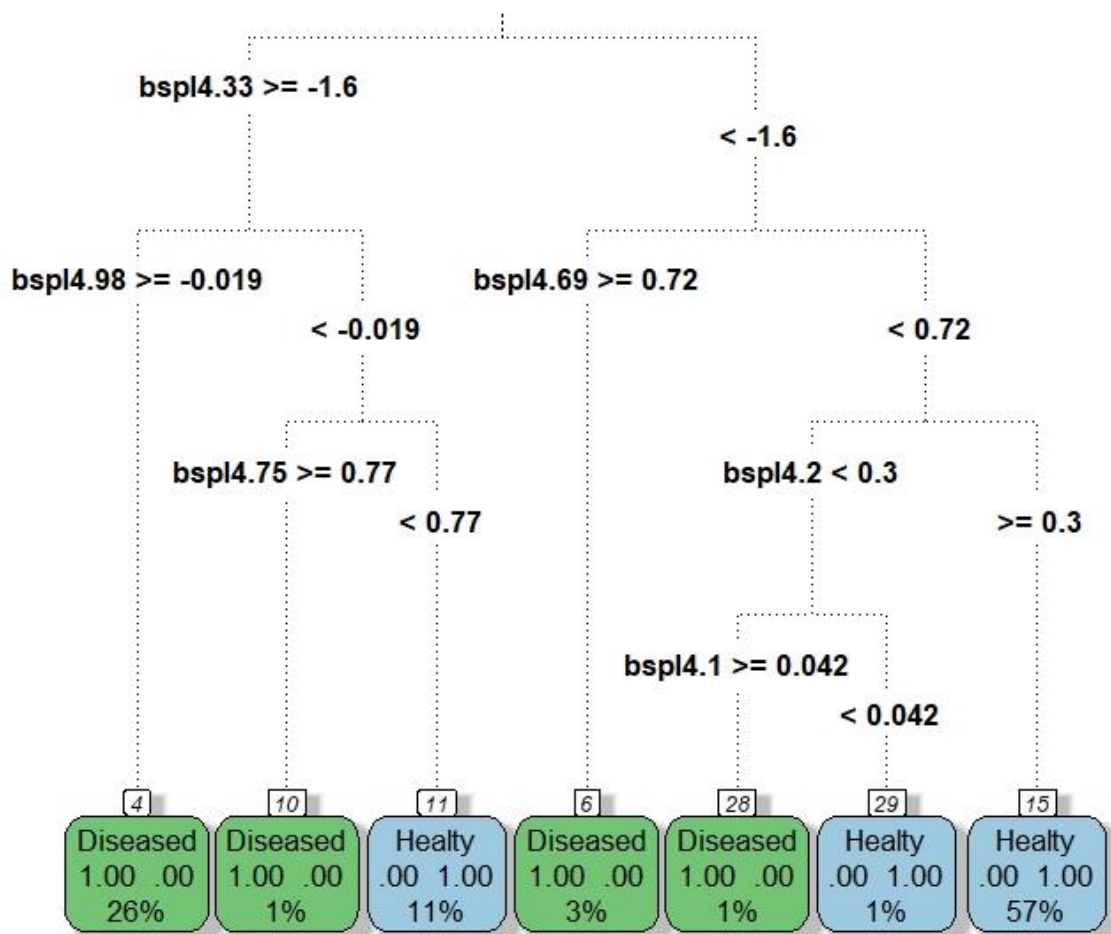 bspl4.33 >= -1.6
< -1.6
bspl4.98 >= -0.019
bspl4.69 >= 0.72
< -0.019
< 0.72
bspl4.75 >= 0.77
bspl4.2 < 0.3
< 0.77
>= 0.3
bspl4.1 >= 0.042
< 0.042
4
Diseased
1.00 .00
26%
10
Diseased
1.00 .00
1%
11
Healty
.00 1.00
11%
6
Diseased
1.00 .00
3%
28
Diseased
1.00 .00
1%
29
Healty
.00 1.00
1%
15
Healty
.00 1.00
57%